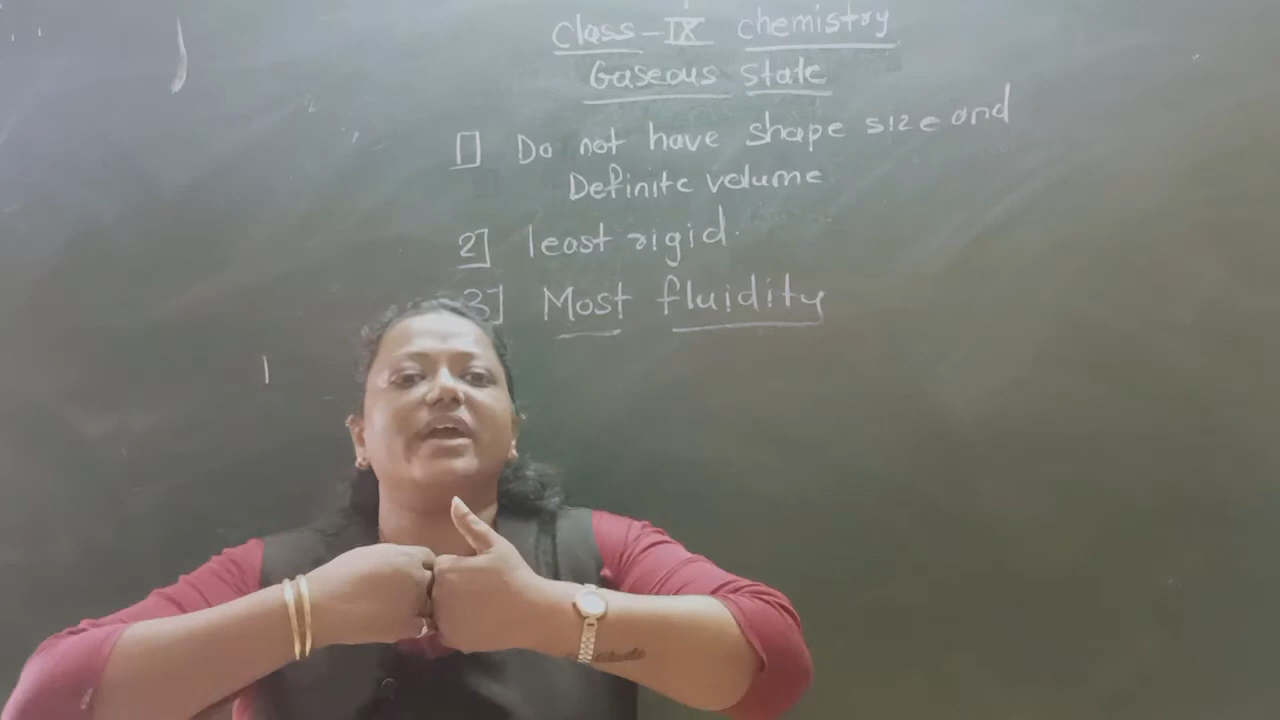 Class-IX chemistry
Gaseous state
1] Do not have shape size and
Definite volume
2] least rigid.
3] Most fluidity